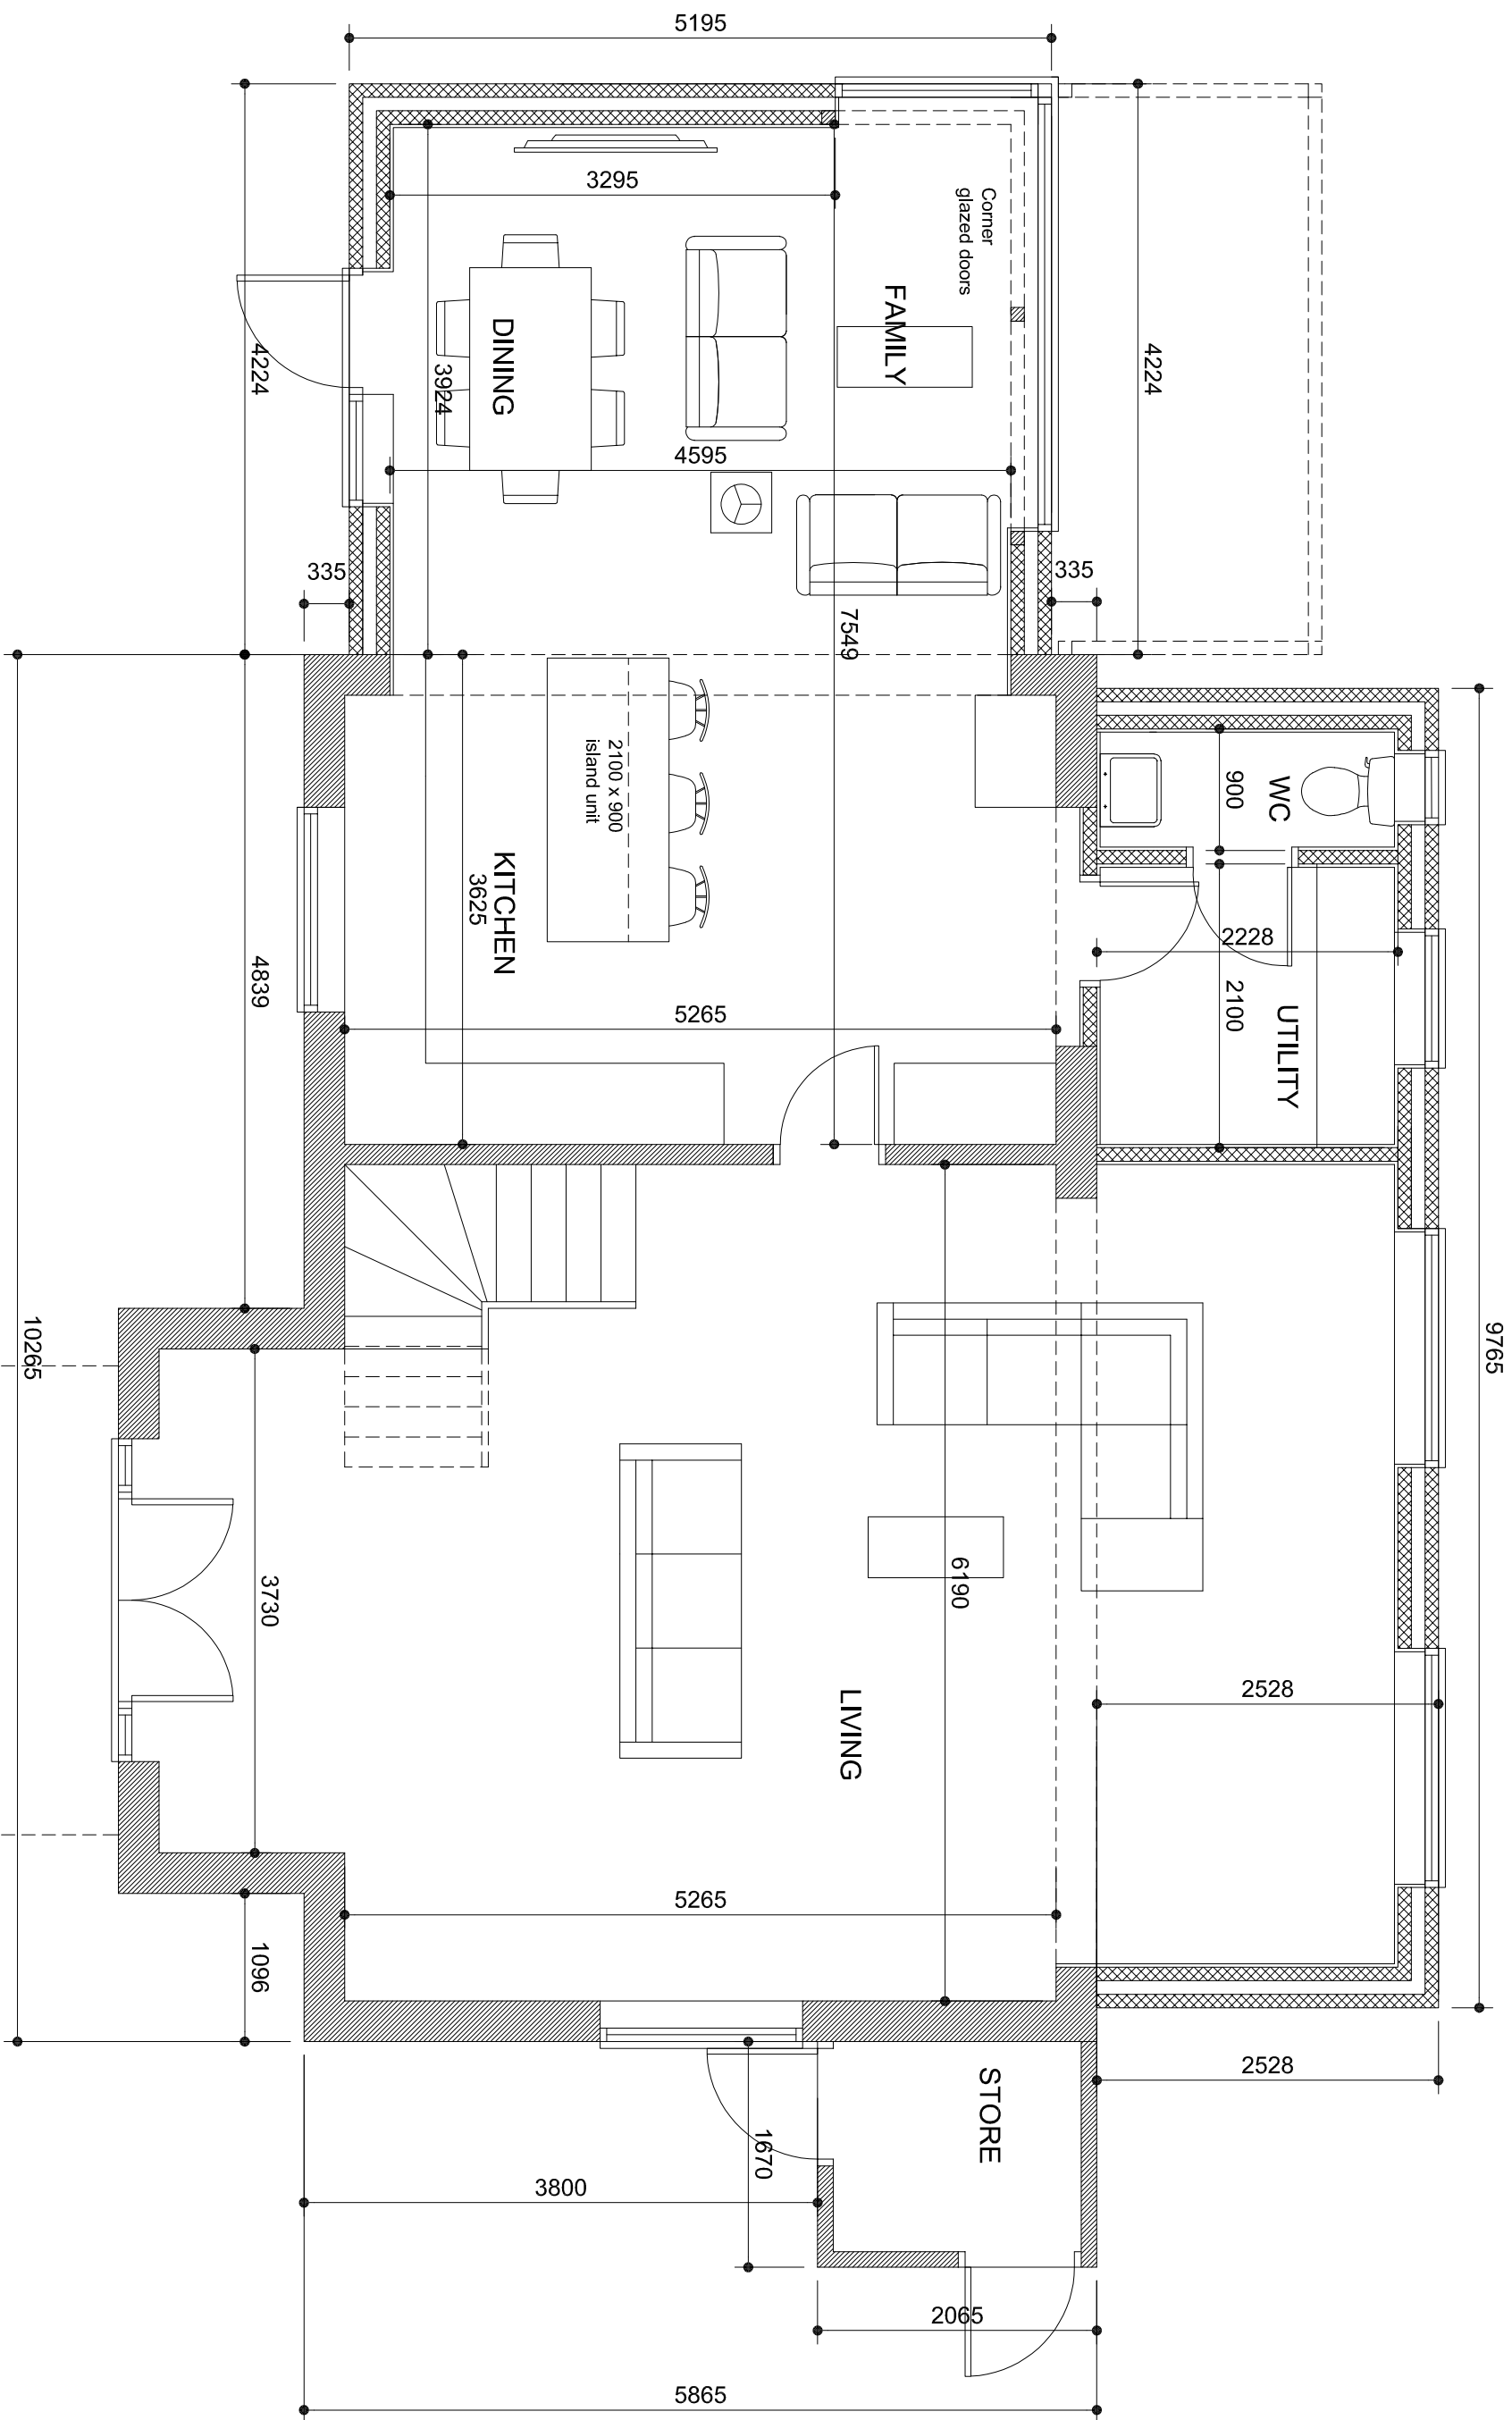 5195
4224
4224
3295
Corner
glazed doors
FAMILY
DINING
3924
4595
335
335
7549
9765
2100 x 900
island unit
900
WC
KITCHEN
3625
2228
4839
2100
UTILITY
5265
10265
6190
3730
LIVING
2528
5265
1096
2528
STORE
1670
3800
2065
5865